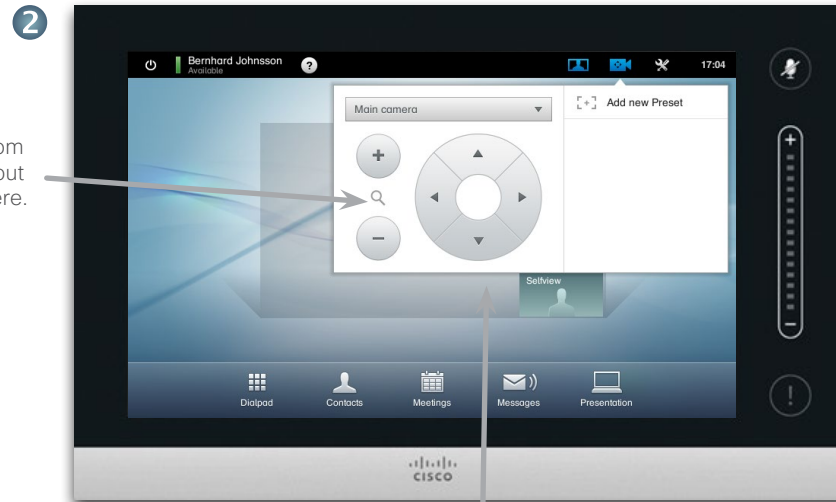 2
Bernhard Johnsson
Available
?
17:04
Main camera
Add new Preset
om
out
ere.
Selfview
Dialpad
Contacts
Meetings
Messages
Presentation
CISCO